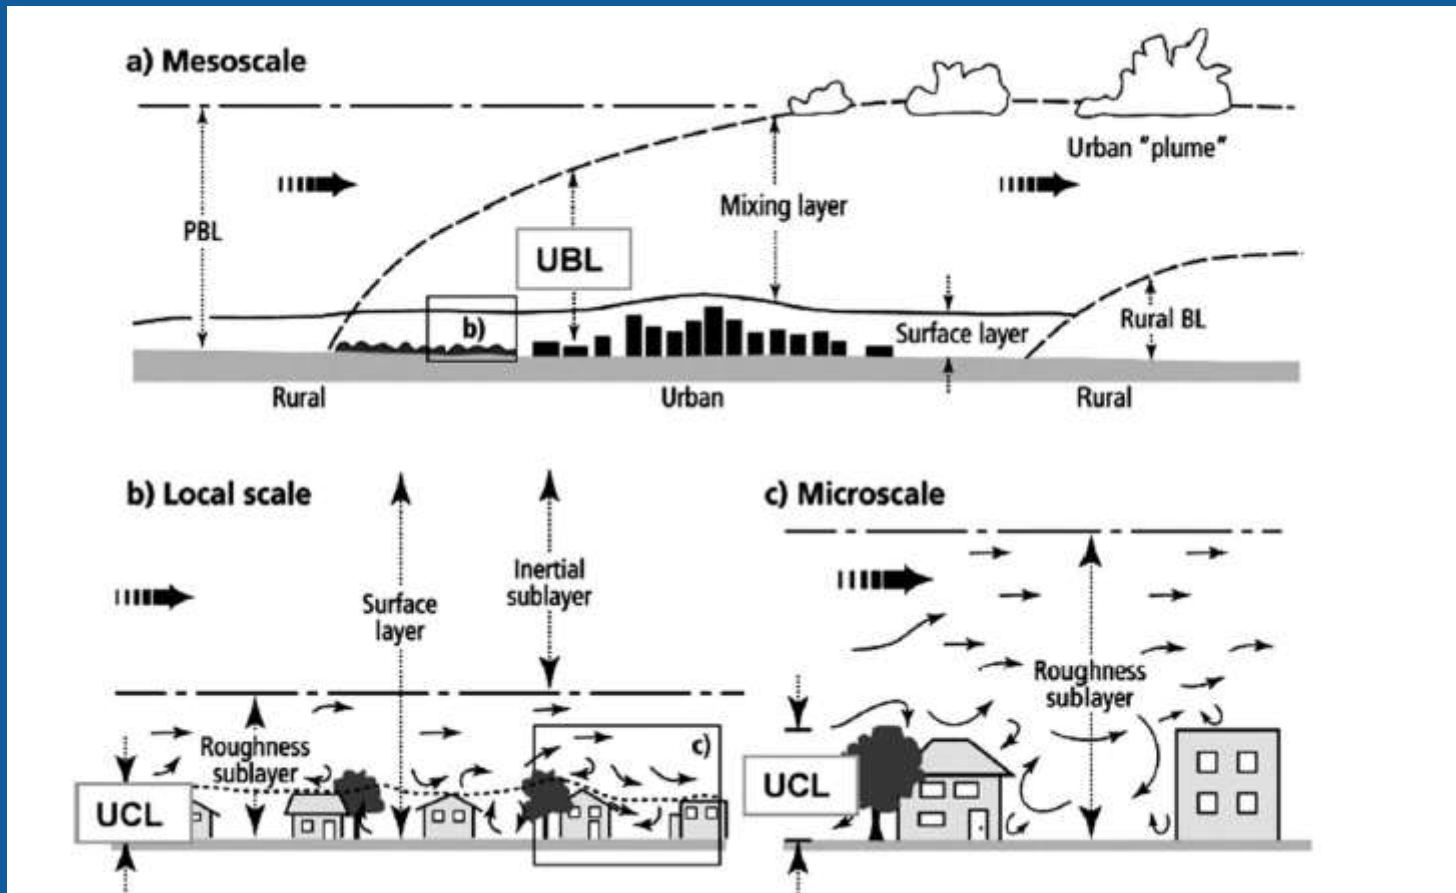 a) Mesoscale
Urban "plume"
Mixing layer
PBL
UBL
b)
Surface layer
Rural BL
Rural
Urban
Rural
b) Local scale
Inertial
sublayer
Surface
layer
Roughness
sublayer
c)
UCL
c) Microscale
Roughness
sublayer
UCL